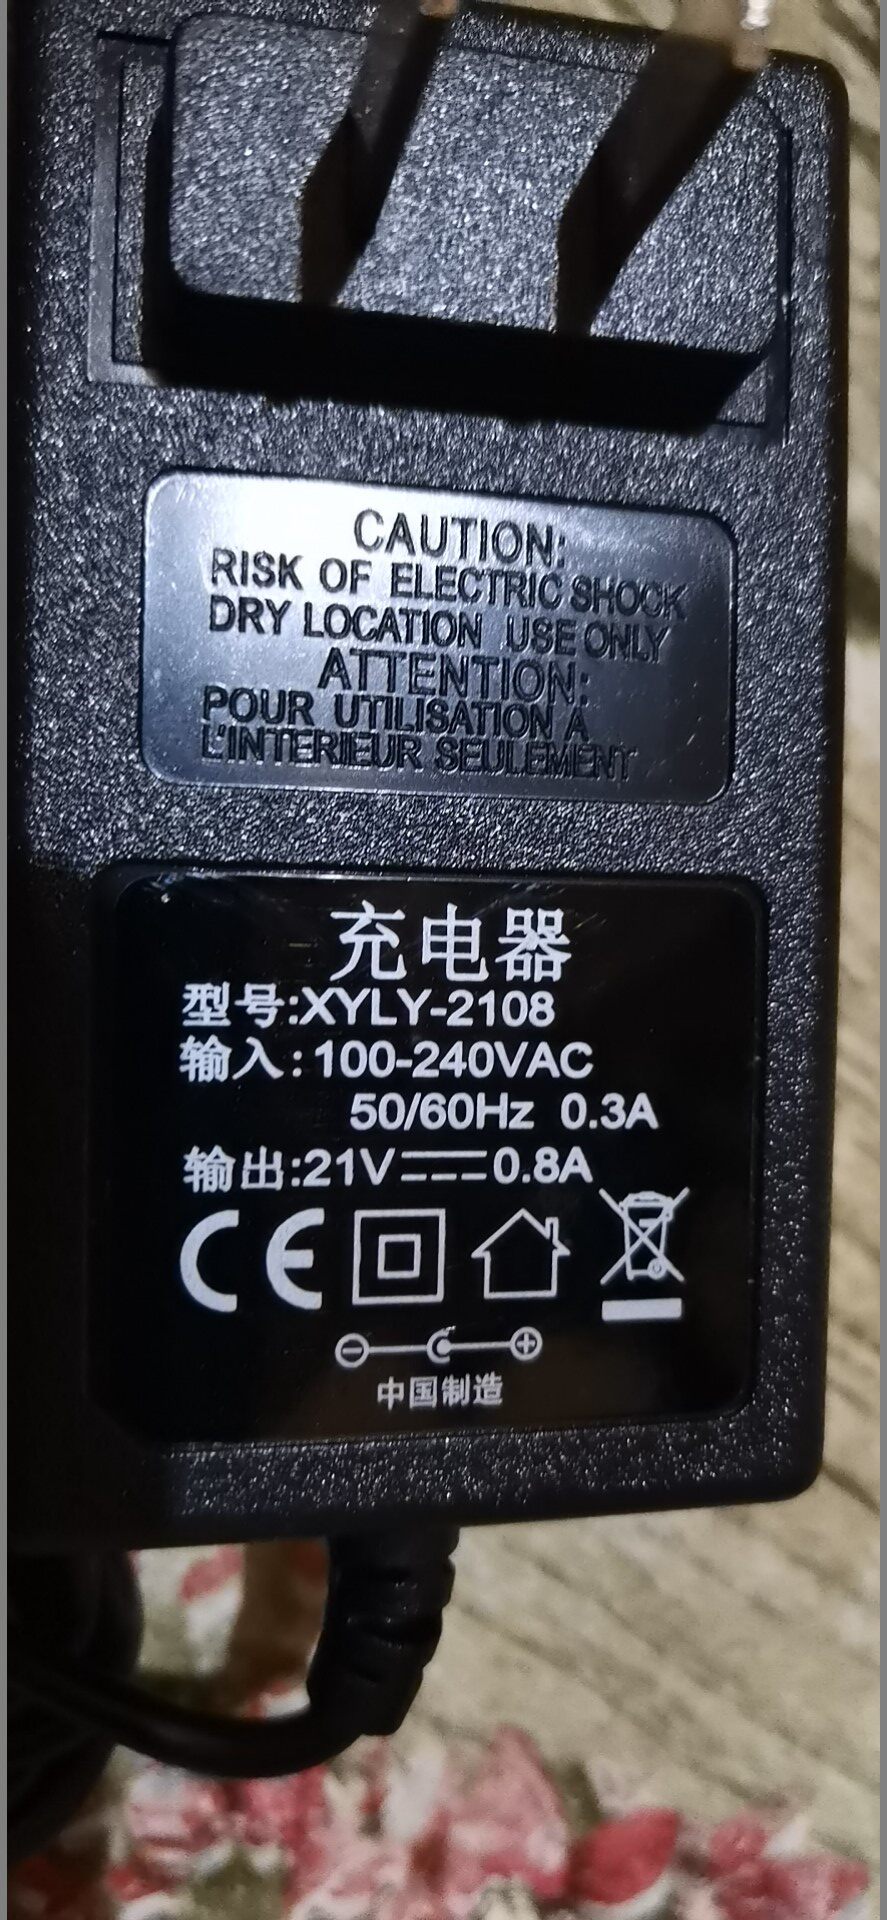 CAUTION:
RISK OF ELECTRIC SHOCK
DRY LOCATION USE ONLY
ATTENTION:
POUR UTILISATION A
L'INTERIEUR SEULEMENT
充电器
型号:XYLY-2108
输入:100-240VAC
50/60Hz 0.3A
输出:21V⎓0.8A
CE
中国制造